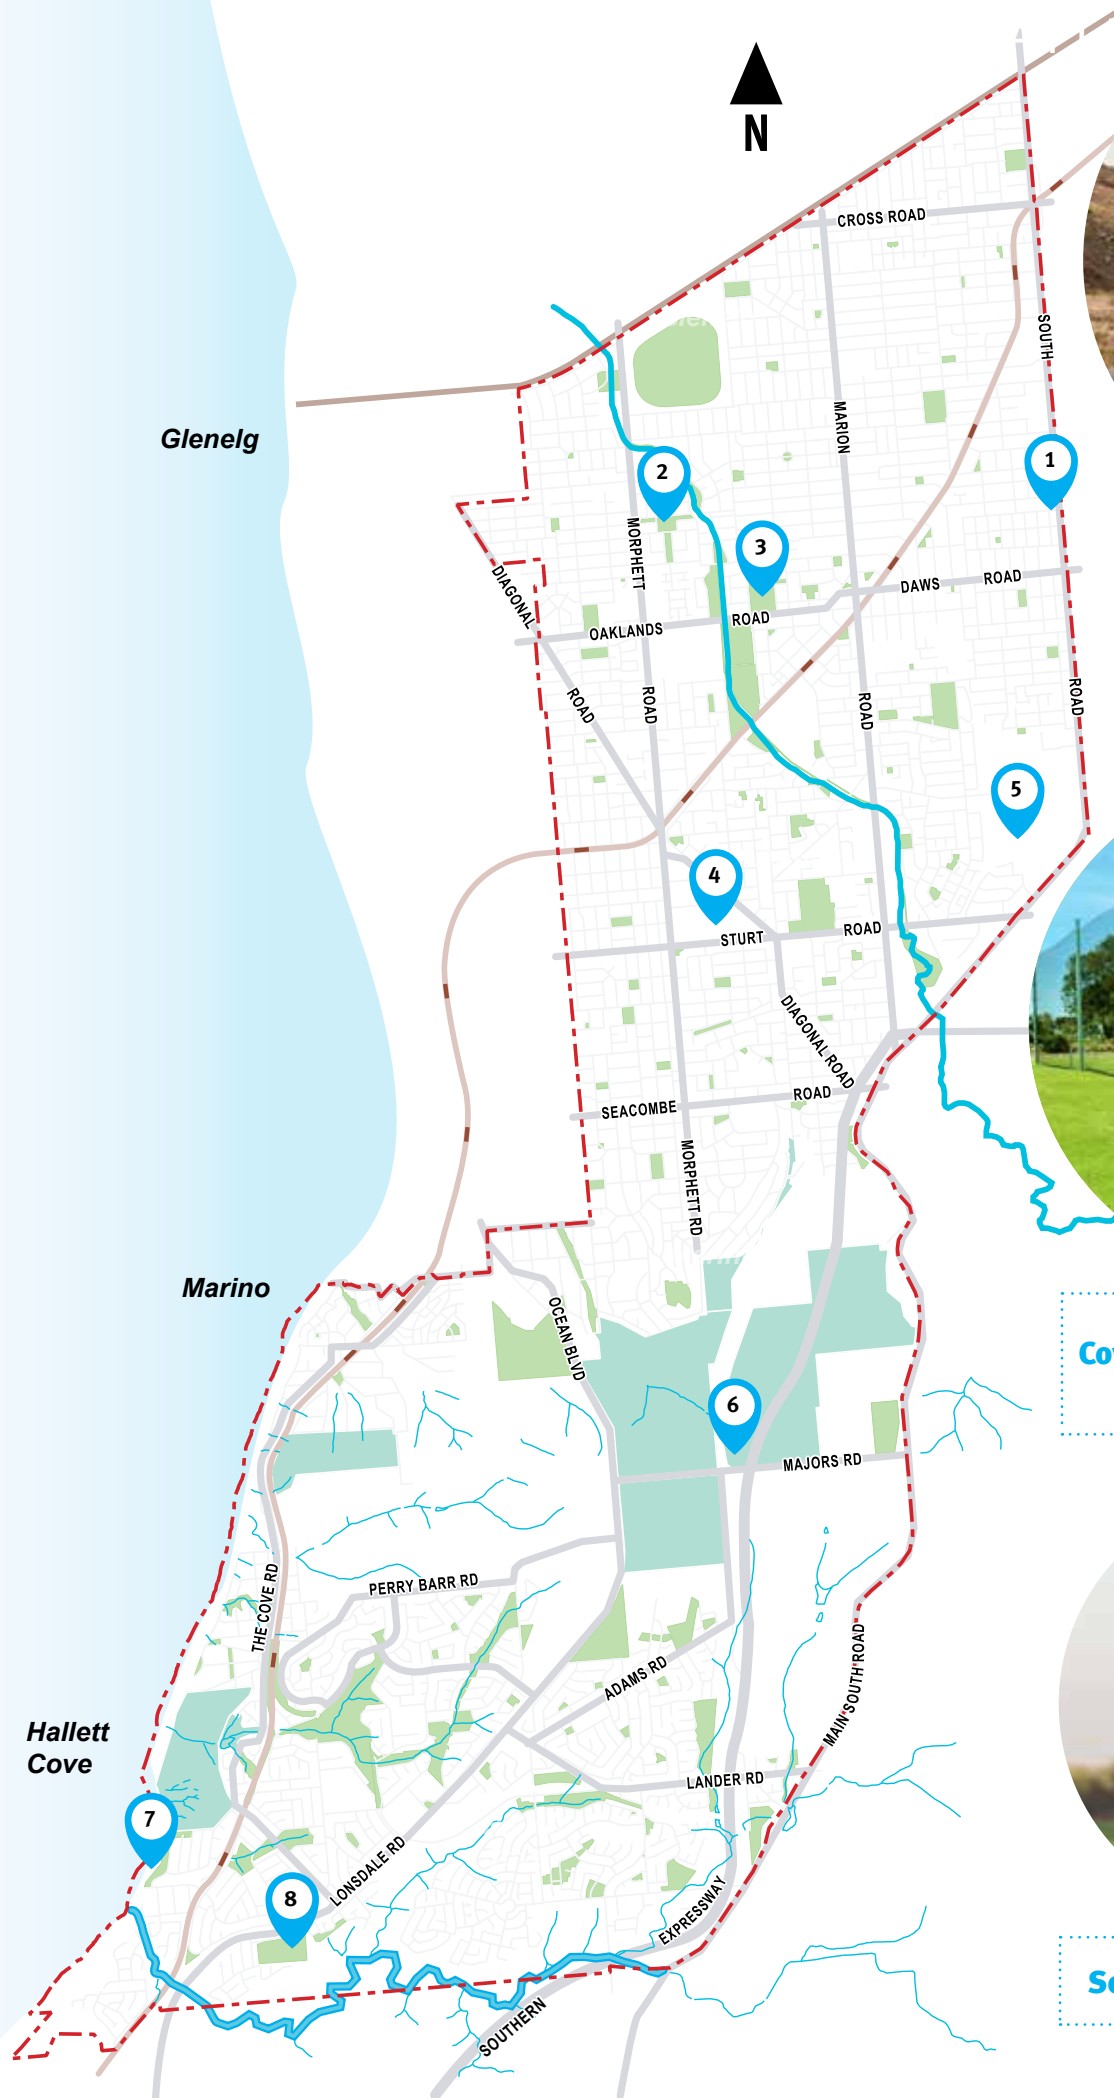 N
CROSS ROAD
SOUTH
Glenelg
MARION
1
2
MORPHETT
3
DIAGONAL
DAWS
ROAD
OAKLANDS
ROAD
ROAD
ROAD
ROAD
ROAD
5
4
STURT
ROAD
DIAGONAL ROAD
SEACOMBE
ROAD
MORPHETT RD
Marino
OCEAN BLVD
6
MAJORS RD
THE COVE RD
PERRY BARR RD
ADAMS RD
MAIN SOUTH ROAD
Hallett
Cove
LANDER RD
7
LONSDALE RD
8
EXPRESSWAY
SOUTHERN